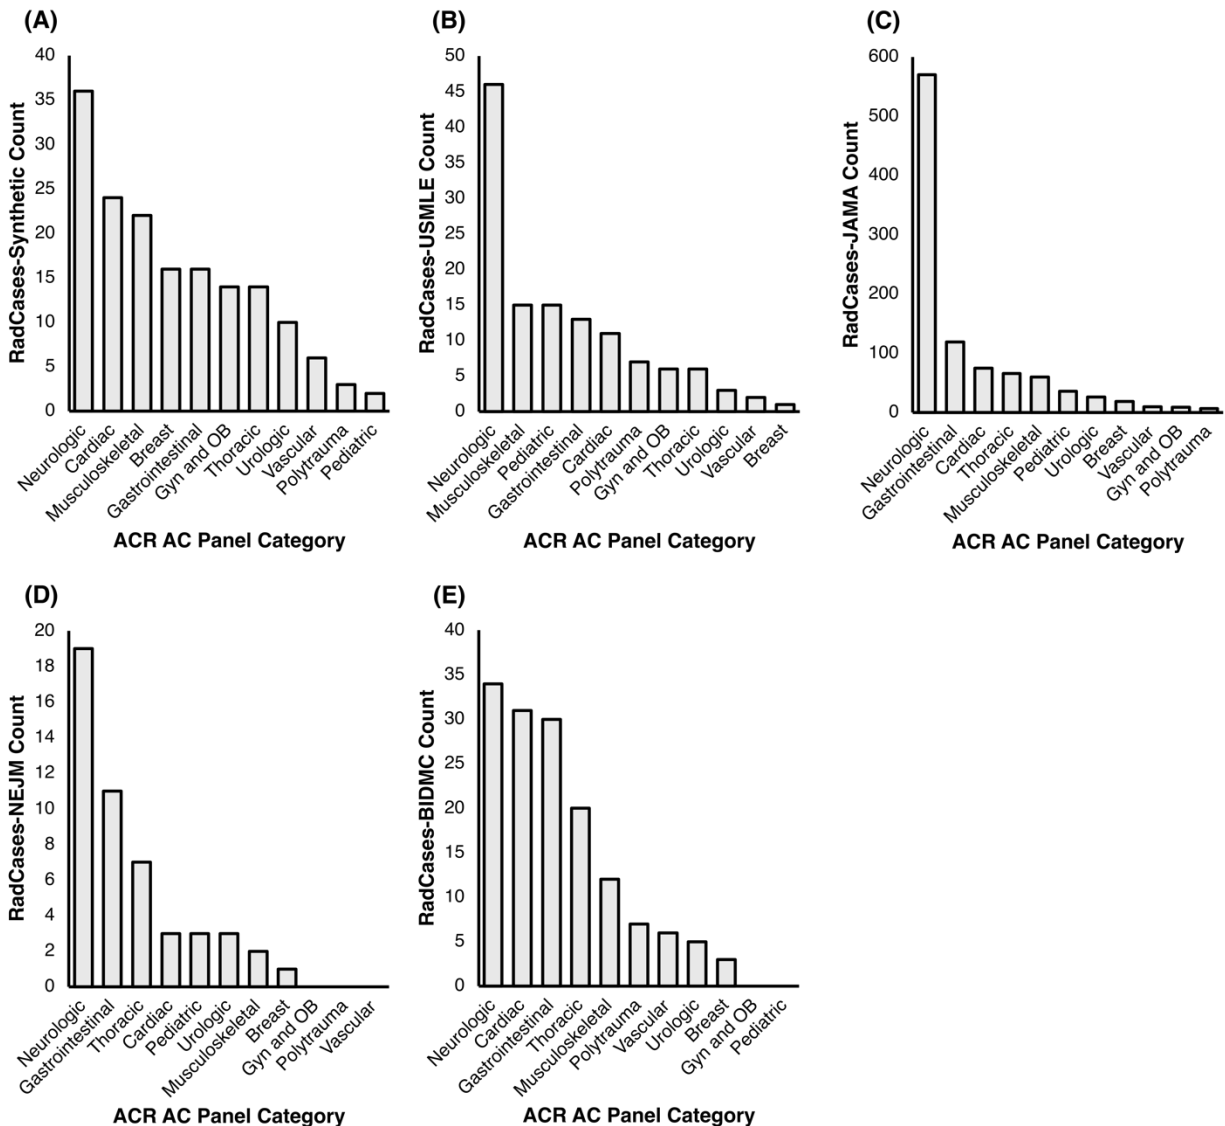 (A)
RadCases-Synthetic Count
40
35
30
25
20
15
10
5
0
Neurologic
Cardiac
Musculoskeletal
Breast
Gastrointestinal
Gyn and OB
Thoracic
Urologic
Vascular
Polytrauma
Pediatric
ACR AC Panel Category
(B)
RadCases-USMLE Count
50
45
40
35
30
25
20
15
10
5
0
Neurologic
Musculoskeletal
Pediatric
Gastrointestinal
Cardiac
Polytrauma
Gyn and OB
Thoracic
Urologic
Vascular
Breast
ACR AC Panel Category
(C)
RadCases-JAMA Count
600
500
400
300
200
100
0
Neurologic
Gastrointestinal
Cardiac
Thoracic
Musculoskeletal
Pediatric
Urologic
Breast
Vascular
Gyn and OB
Polytrauma
ACR AC Panel Category
(D)
RadCases-NEJM Count
20
18
16
14
12
10
8
6
4
2
0
Neurologic
Gastrointestinal
Thoracic
Cardiac
Pediatric
Urologic
Musculoskeletal
Breast
Gyn and OB
Polytrauma
Vascular
ACR AC Panel Category
(E)
RadCases-BIDMC Count
40
35
30
25
20
15
10
5
0
Neurologic
Cardiac
Gastrointestinal
Thoracic
Musculoskeletal
Polytrauma
Vascular
Urologic
Breast
Gyn and OB
Pediatric
ACR AC Panel Category